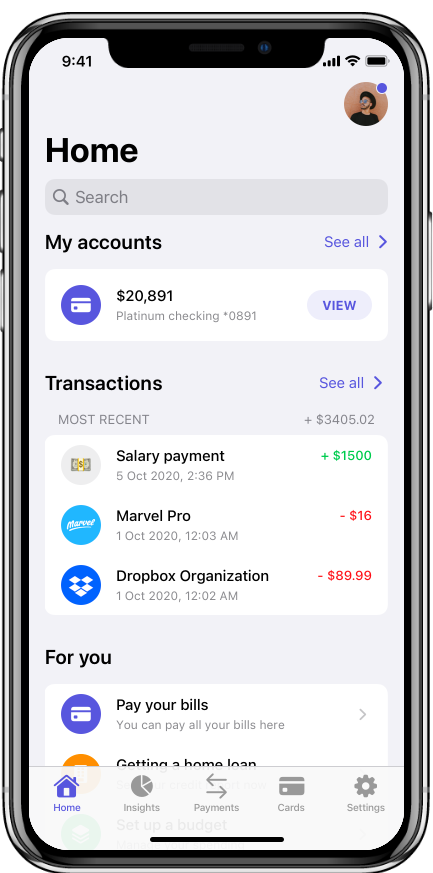 9:41
Home
Search
My accounts
See all
$20,891
Platinum checking *0891
VIEW
Transactions
See all
MOST RECENT
+ $3405.02
Salary payment
+ $1500
5 Oct 2020, 2:36 PM
Marvel
Marvel Pro
- $16
1 Oct 2020, 12:03 AM
Dropbox Organization
- $89.99
1 Oct 2020, 12:02 AM
For you
Pay your bills
You can pay all your bills here
Getting a home loan
Set up a budget
Home
Insights
Payments
Cards
Settings